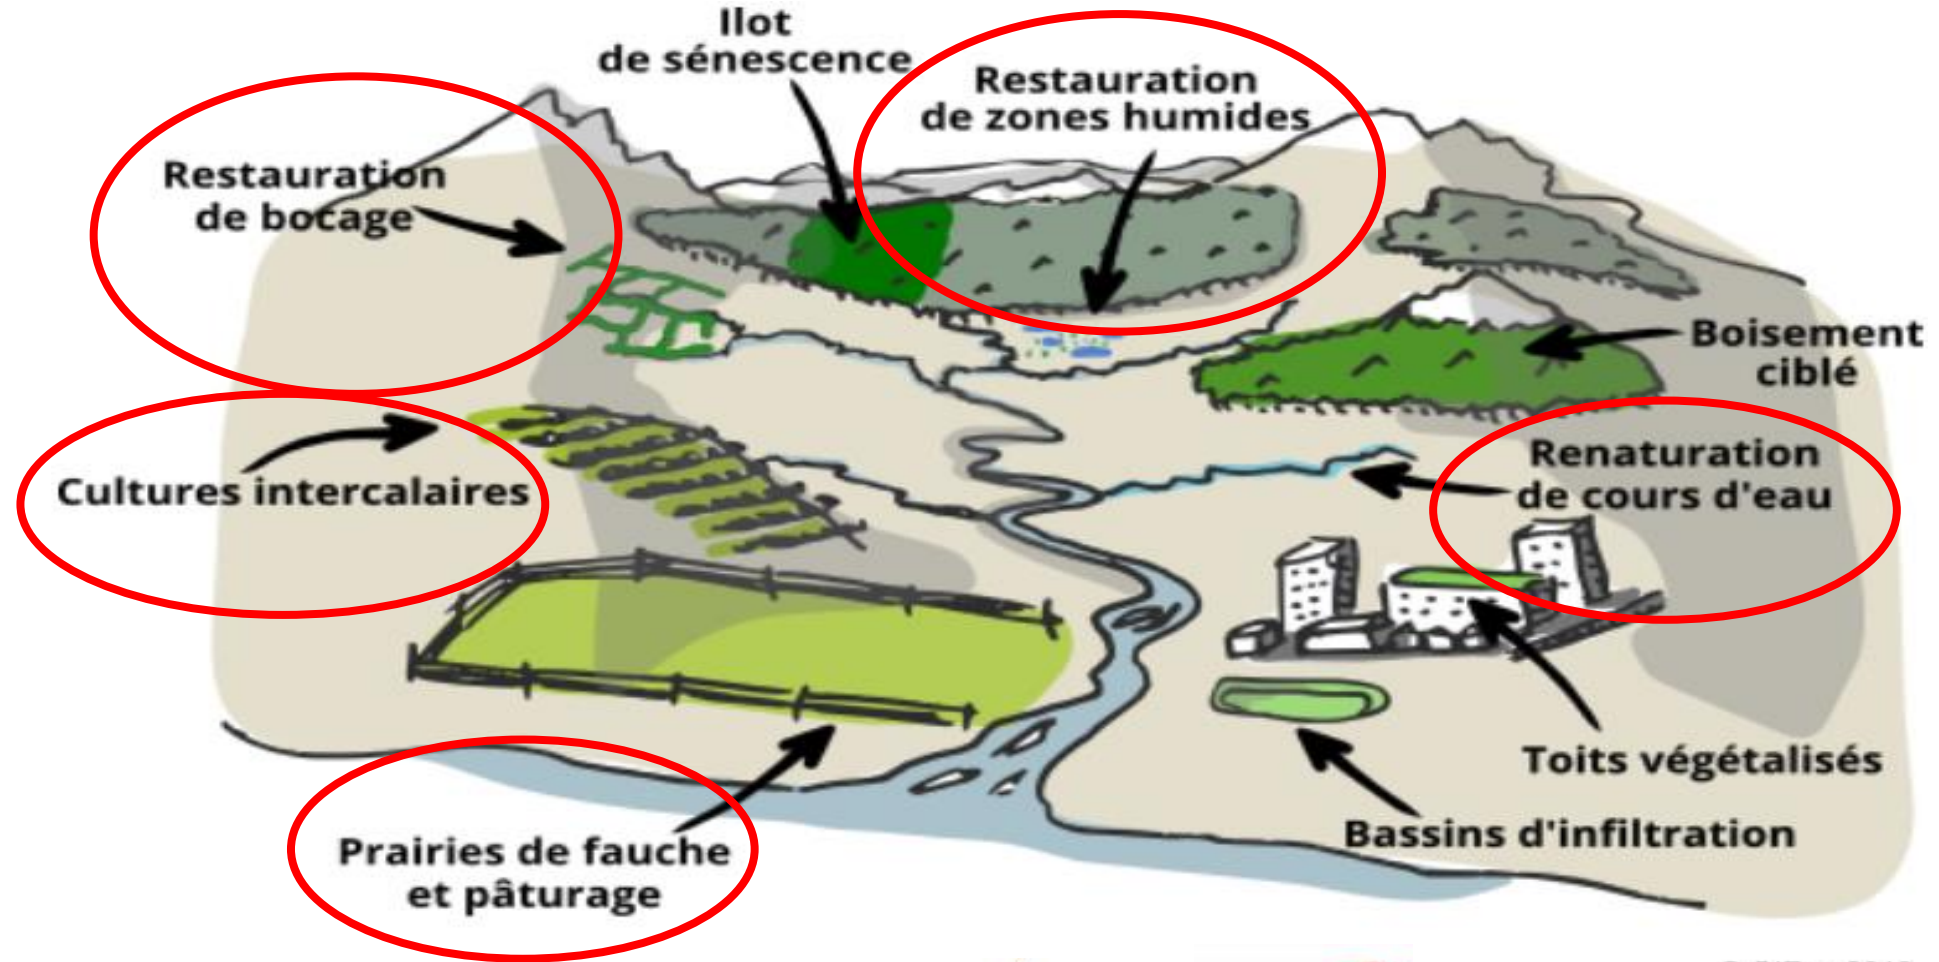 Ilot
de sénescence
Restauration
de zones humides
Restauration
de bocage
Boisement
ciblé
Renaturation
de cours d'eau
Cultures intercalaires
Toits végétalisés
Bassins d'infiltration
Prairies de fauche
et pâturage